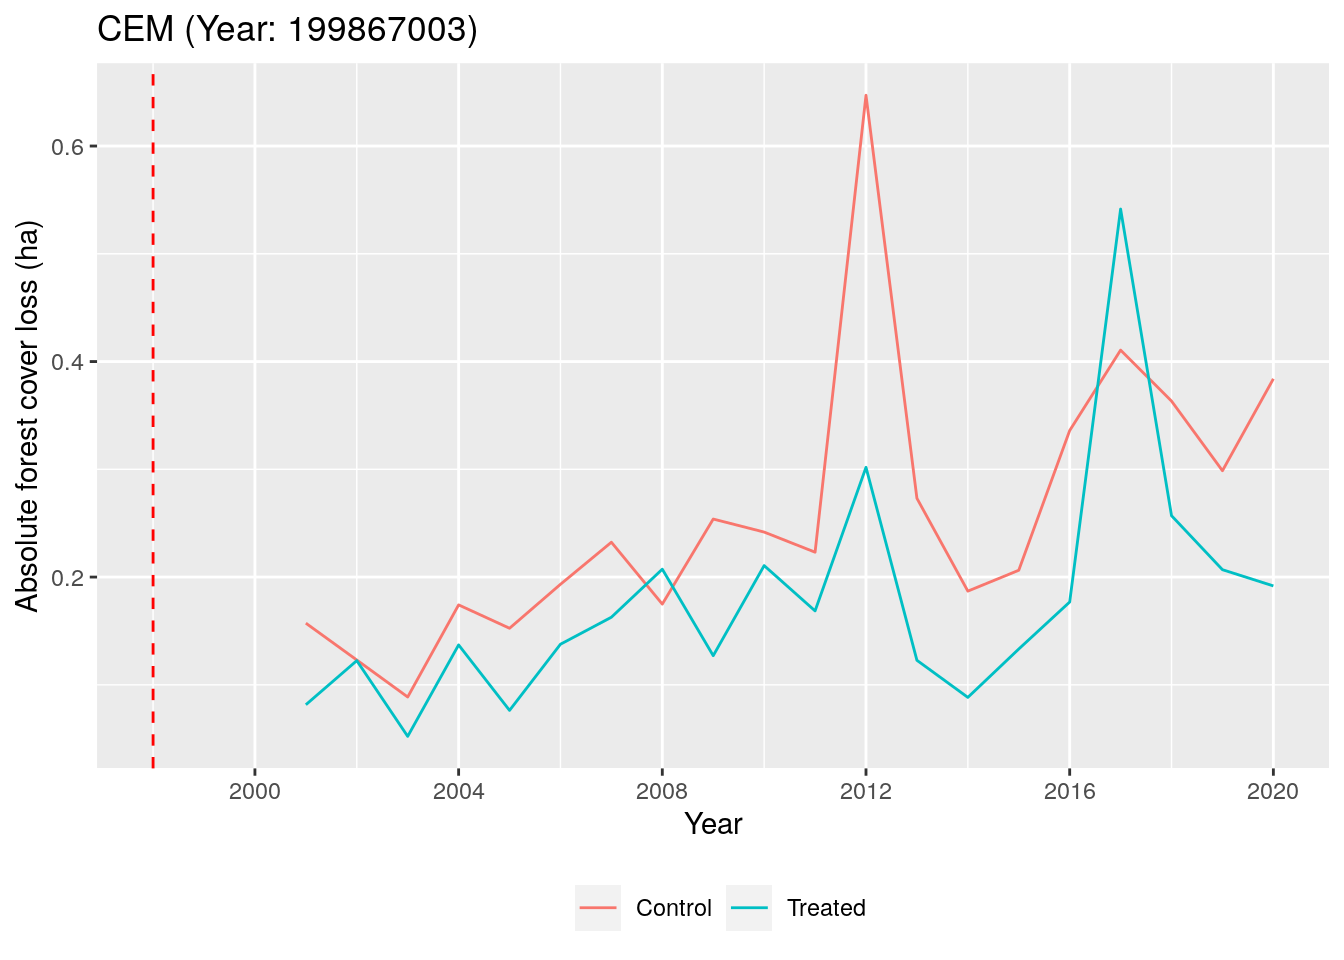 CEM (Year: 199867003)
Absolute forest cover loss (ha)
0.6
0.4
0.2
2000 2004 2008 2012 2016 2020
Year
Control Treated